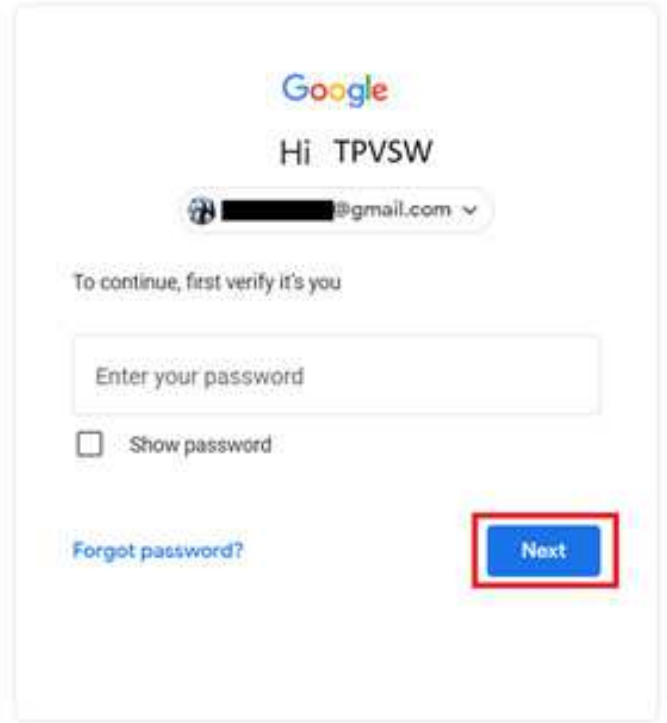 Google
Hi TPVSW
@gmail.com
To continue, first verify it's you
Enter your password
Show password
Forgot password?
Next